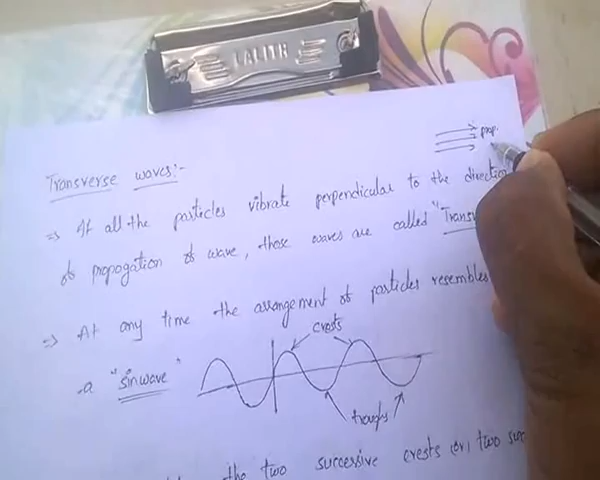 LALITH
prop.
Transverse waves:-
=> If all the particles vibrate perpendicular to the direction
of propogation of wave, those waves are called "Transv
=> At any time the arrangement of particles resembles
a "sinwave"
crests
troughs
the two successive crests (or) two suc